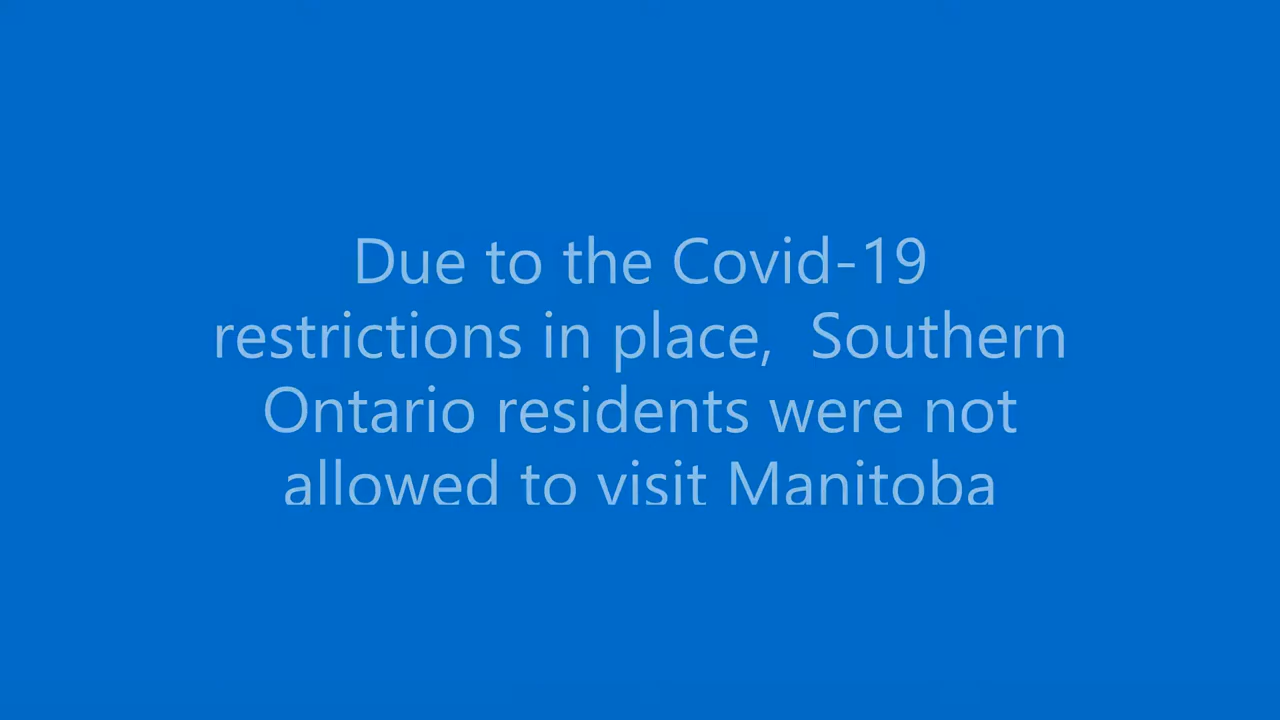 Due to the Covid-19
restrictions in place,  Southern
Ontario residents were not
allowed to visit Manitoba